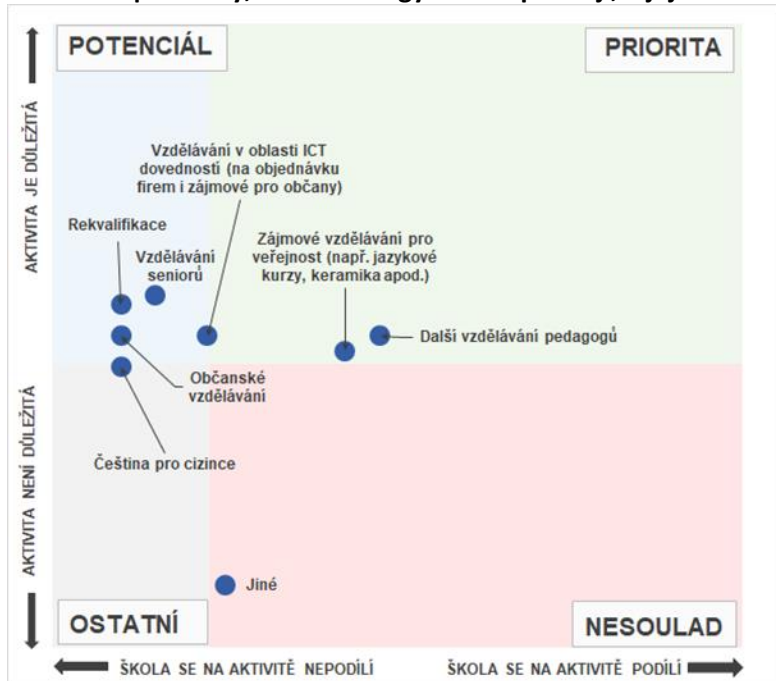 POTENCIÁL
PRIORITA
AKTIVITA JE DŮLEŽITÁ
Vzdělávání v oblasti ICT
dovedností (na objednávku
firem i zájmové pro občany)
Rekvalifikace
Vzdělávání
seniorů
Zájmové vzdělávání pro
veřejnost (např. jazykové
kurzy, keramika apod.)
Další vzdělávání pedagogů
Občanské
vzdělávání
Čeština pro cizince
AKTIVITA NENÍ DŮLEŽITÁ
Jiné
OSTATNÍ
NESOULAD
ŠKOLA SE NA AKTIVITĚ NEPODÍLÍ
ŠKOLA SE NA AKTIVITĚ PODÍLÍ